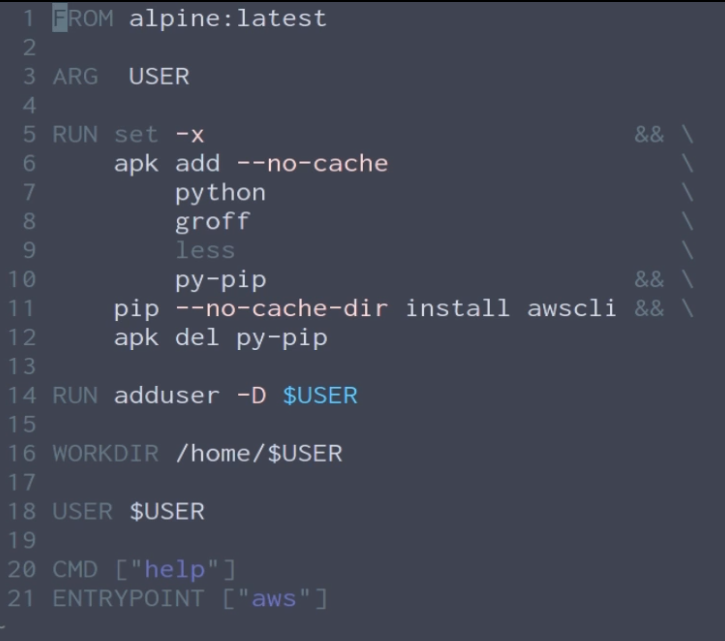 1 FROM alpine:latest
2
3 ARG  USER
4
5 RUN set -x                            && \
6     apk add --no-cache                   \
7         python                           \
8         groff                            \
9         less                             \
10         py-pip                        && \
11     pip --no-cache-dir install awscli && \
12     apk del py-pip
13
14 RUN adduser -D $USER
15
16 WORKDIR /home/$USER
17
18 USER $USER
19
20 CMD ["help"]
21 ENTRYPOINT ["aws"]
~